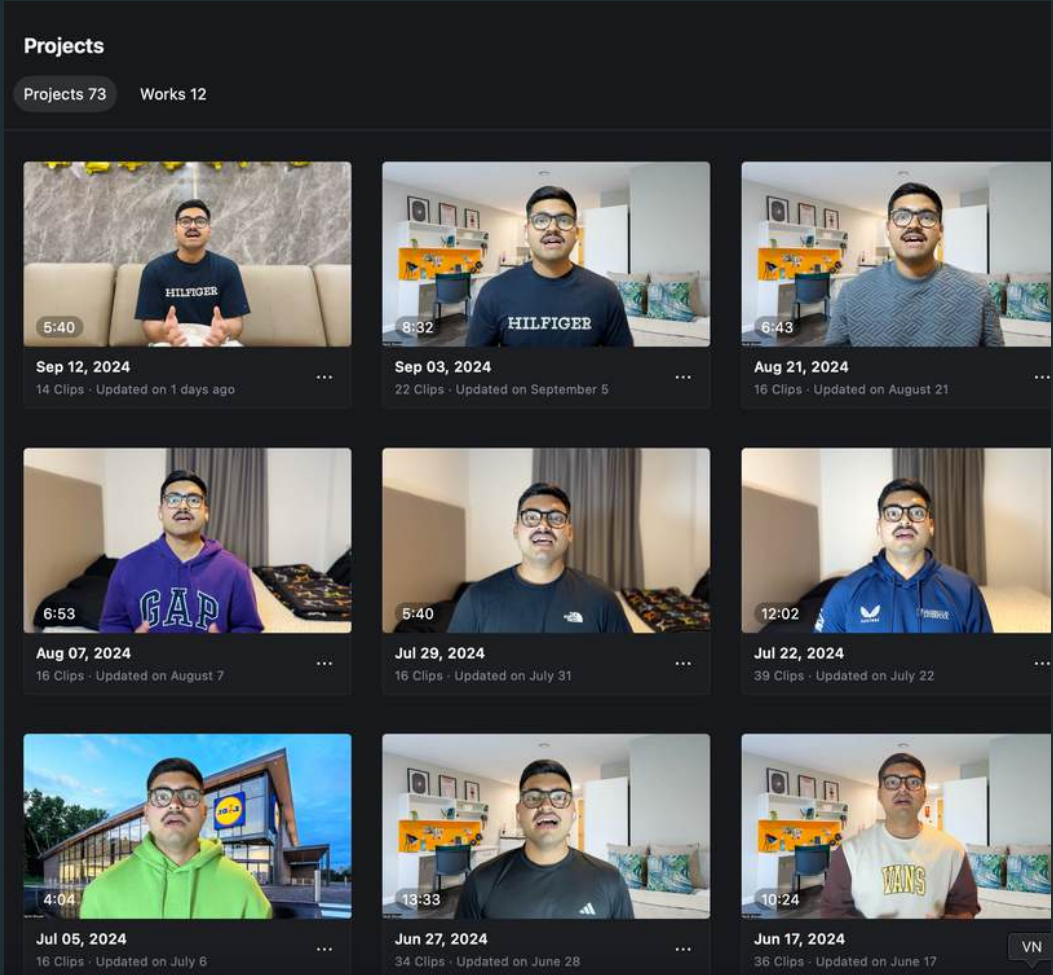 Projects
Projects 73
Works 12
HILFIGER
5:40
Sep 12, 2024
14 Clips · Updated on 1 days ago
...
HILFIGER
8:32
Sep 03, 2024
22 Clips · Updated on September 5
...
6:43
Aug 21, 2024
16 Clips · Updated on August 21
...
GAP
6:53
Aug 07, 2024
16 Clips · Updated on August 7
...
5:40
Jul 29, 2024
16 Clips · Updated on July 31
...
12:02
Jul 22, 2024
39 Clips · Updated on July 22
...
4:04
Jul 05, 2024
16 Clips · Updated on July 6
...
13:33
Jun 27, 2024
34 Clips · Updated on June 28
...
VANS
10:24
Jun 17, 2024
36 Clips · Updated on June 17
VN